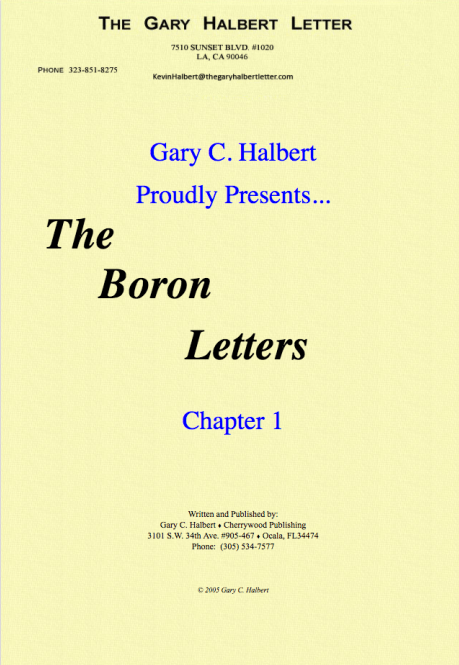 The Gary Halbert Letter
7510 SUNSET BLVD. #1020
LA, CA 90046
Phone 323-851-8275
KevinHalbert@thegaryhalbertletter.com
Gary C. Halbert
Proudly Presents...
The
Boron
Letters
Chapter 1
Written and Published by:
Gary C. Halbert ♦ Cherrywood Publishing
3101 S.W. 34th Ave. #905-467 ♦ Ocala, FL34474
Phone: (305) 534-7577
© 2005 Gary C. Halbert